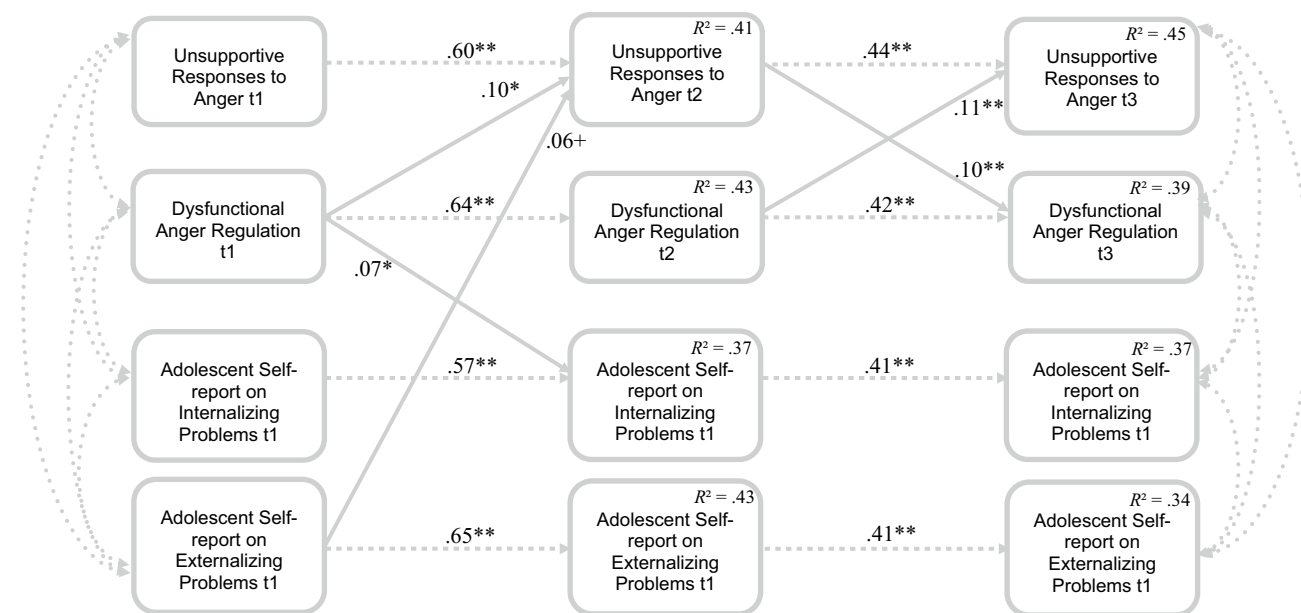 Unsupportive
Responses to
Anger t1
.60**
R² = .41
Unsupportive
Responses to
Anger t2
.44**
R² = .45
Unsupportive
Responses to
Anger t3
.10*
.06+
.11**
.10**
Dysfunctional
Anger Regulation
t1
.64**
R² = .43
Dysfunctional
Anger Regulation
t2
.42**
R² = .39
Dysfunctional
Anger Regulation
t3
.07*
Adolescent Self-
report on
Internalizing
Problems t1
.57**
R² = .37
Adolescent Self-
report on
Internalizing
Problems t1
.41**
R² = .37
Adolescent Self-
report on
Internalizing
Problems t1
Adolescent Self-
report on
Externalizing
Problems t1
.65**
R² = .43
Adolescent Self-
report on
Externalizing
Problems t1
.41**
R² = .34
Adolescent Self-
report on
Externalizing
Problems t1